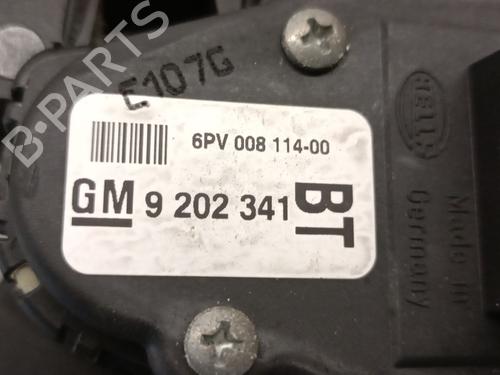 E107G
6PV 008 114-00
GM 9 202 341
BT
HELLA
Made in
Germany
B-PARTS